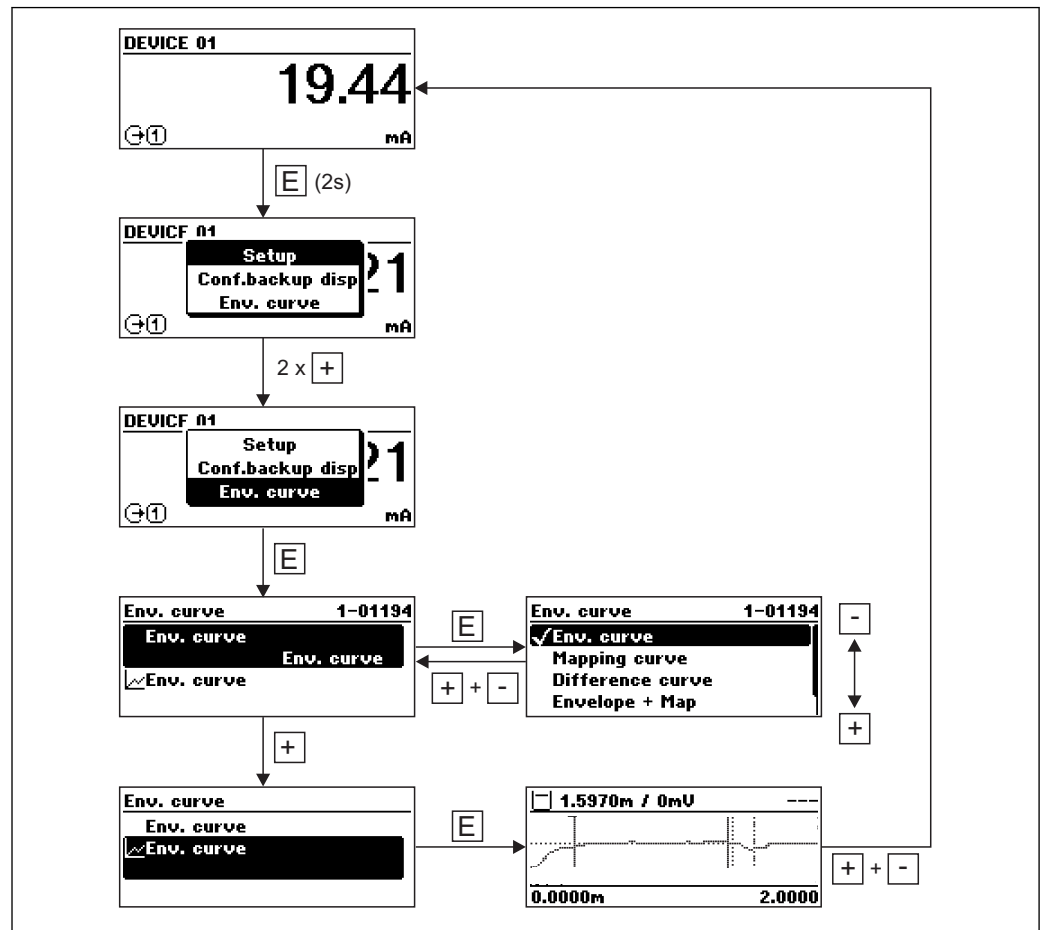 DEVICE 01
19.44
1
mA
E (2s)
DEVICE 01
Setup
Conf.backup disp
Env. curve
21
1
mA
2 x +
DEVICE 01
Setup
Conf.backup disp
Env. curve
21
1
mA
E
Env. curve 1-01194
Env. curve
Env. curve
Env. curve
E
+ + -
Env. curve 1-01194
✓Env. curve
Mapping curve
Difference curve
Envelope + Map
-
+
+
Env. curve
Env. curve
Env. curve
E
1.5970m / 0mV ---
0.0000m 2.0000
+ + -